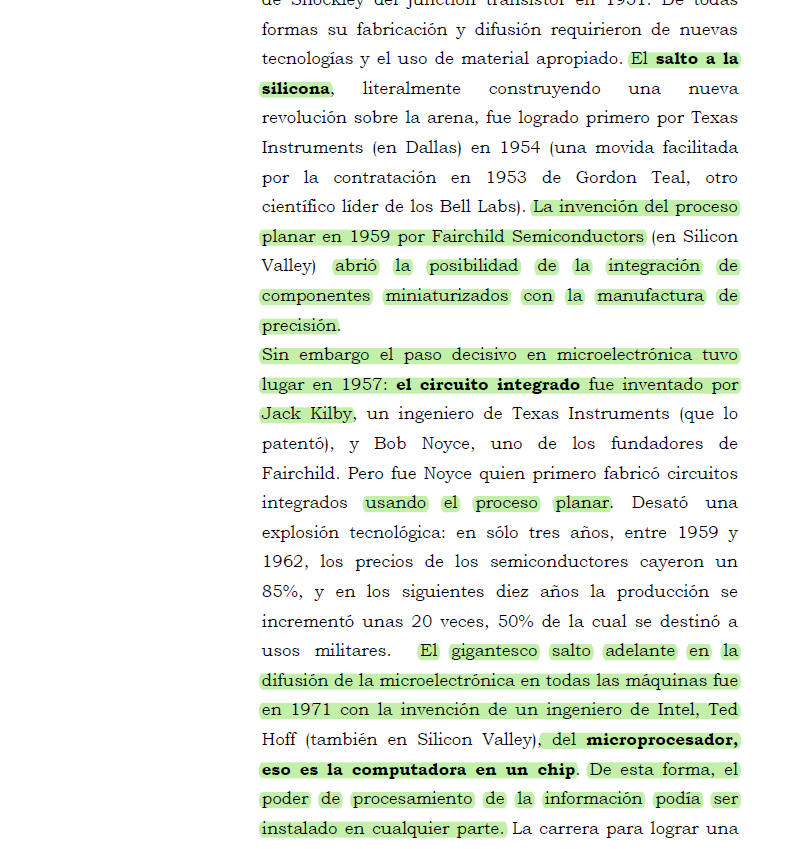 de Shockley del junction transistor en 1951. De todas
formas su fabricación y difusión requirieron de nuevas
tecnologías y el uso de material apropiado. El salto a la
silicona, literalmente construyendo una nueva
revolución sobre la arena, fue logrado primero por Texas
Instruments (en Dallas) en 1954 (una movida facilitada
por la contratación en 1953 de Gordon Teal, otro
científico líder de los Bell Labs). La invención del proceso
planar en 1959 por Fairchild Semiconductors (en Silicon
Valley) abrió la posibilidad de la integración de
componentes miniaturizados con la manufactura de
precisión.
Sin embargo el paso decisivo en microelectrónica tuvo
lugar en 1957: el circuito integrado fue inventado por
Jack Kilby, un ingeniero de Texas Instruments (que lo
patentó), y Bob Noyce, uno de los fundadores de
Fairchild. Pero fue Noyce quien primero fabricó circuitos
integrados usando el proceso planar. Desató una
explosión tecnológica: en sólo tres años, entre 1959 y
1962, los precios de los semiconductores cayeron un
85%, y en los siguientes diez años la producción se
incrementó unas 20 veces, 50% de la cual se destinó a
usos militares. El gigantesco salto adelante en la
difusión de la microelectrónica en todas las máquinas fue
en 1971 con la invención de un ingeniero de Intel, Ted
Hoff (también en Silicon Valley), del microprocesador,
eso es la computadora en un chip. De esta forma, el
poder de procesamiento de la información podía ser
instalado en cualquier parte. La carrera para lograr una